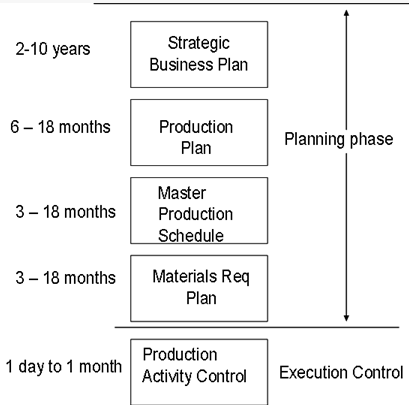 2-10 years
Strategic
Business Plan
6 – 18 months
Production
Plan
Planning phase
3 – 18 months
Master
Production
Schedule
3 – 18 months
Materials Req
Plan
1 day to 1 month
Production
Activity Control
Execution Control